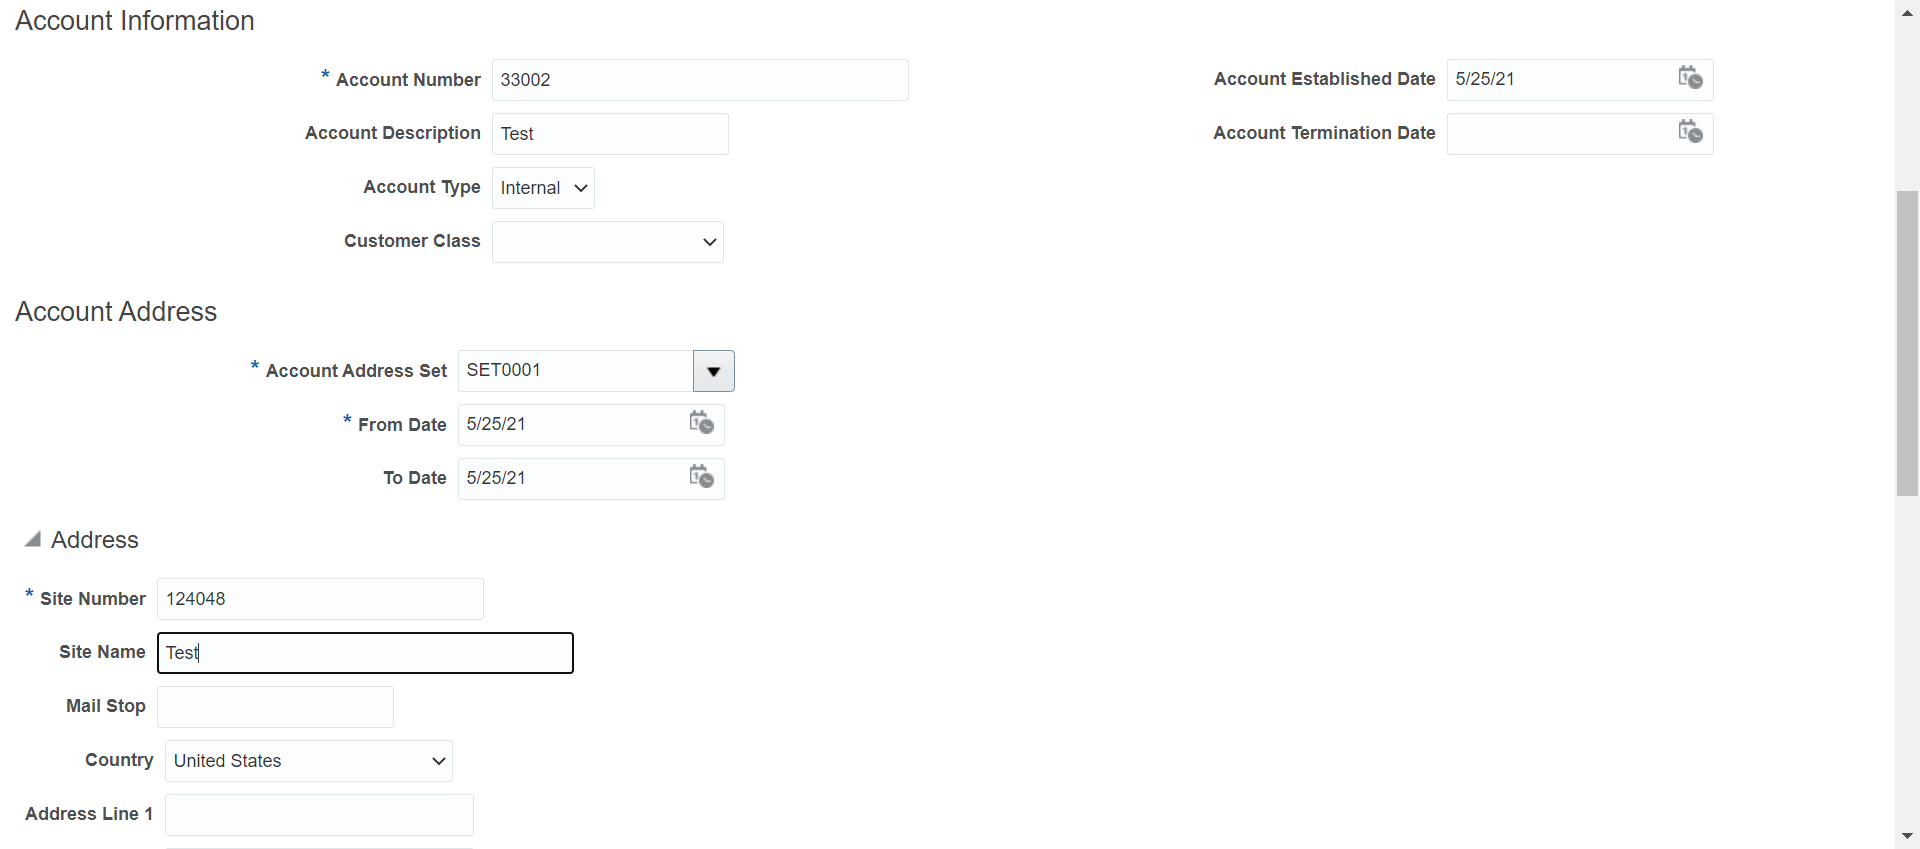 Account Information
* Account Number 33002
Account Established Date 5/25/21
Account Description Test
Account Termination Date
Account Type Internal
Customer Class
Account Address
* Account Address Set SET0001
* From Date 5/25/21
To Date 5/25/21
Address
* Site Number 124048
Site Name Test
Mail Stop
Country United States
Address Line 1